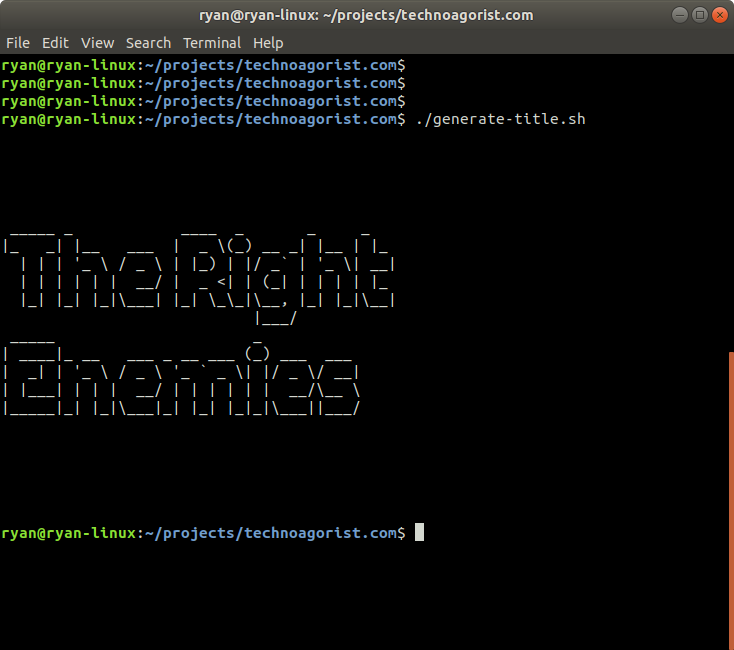 ryan@ryan-linux: ~/projects/technoagorist.com
File Edit View Search Terminal Help
ryan@ryan-linux:~/projects/technoagorist.com$
ryan@ryan-linux:~/projects/technoagorist.com$
ryan@ryan-linux:~/projects/technoagorist.com$
ryan@ryan-linux:~/projects/technoagorist.com$ ./generate-title.sh
The Right
Enemies
ryan@ryan-linux:~/projects/technoagorist.com$